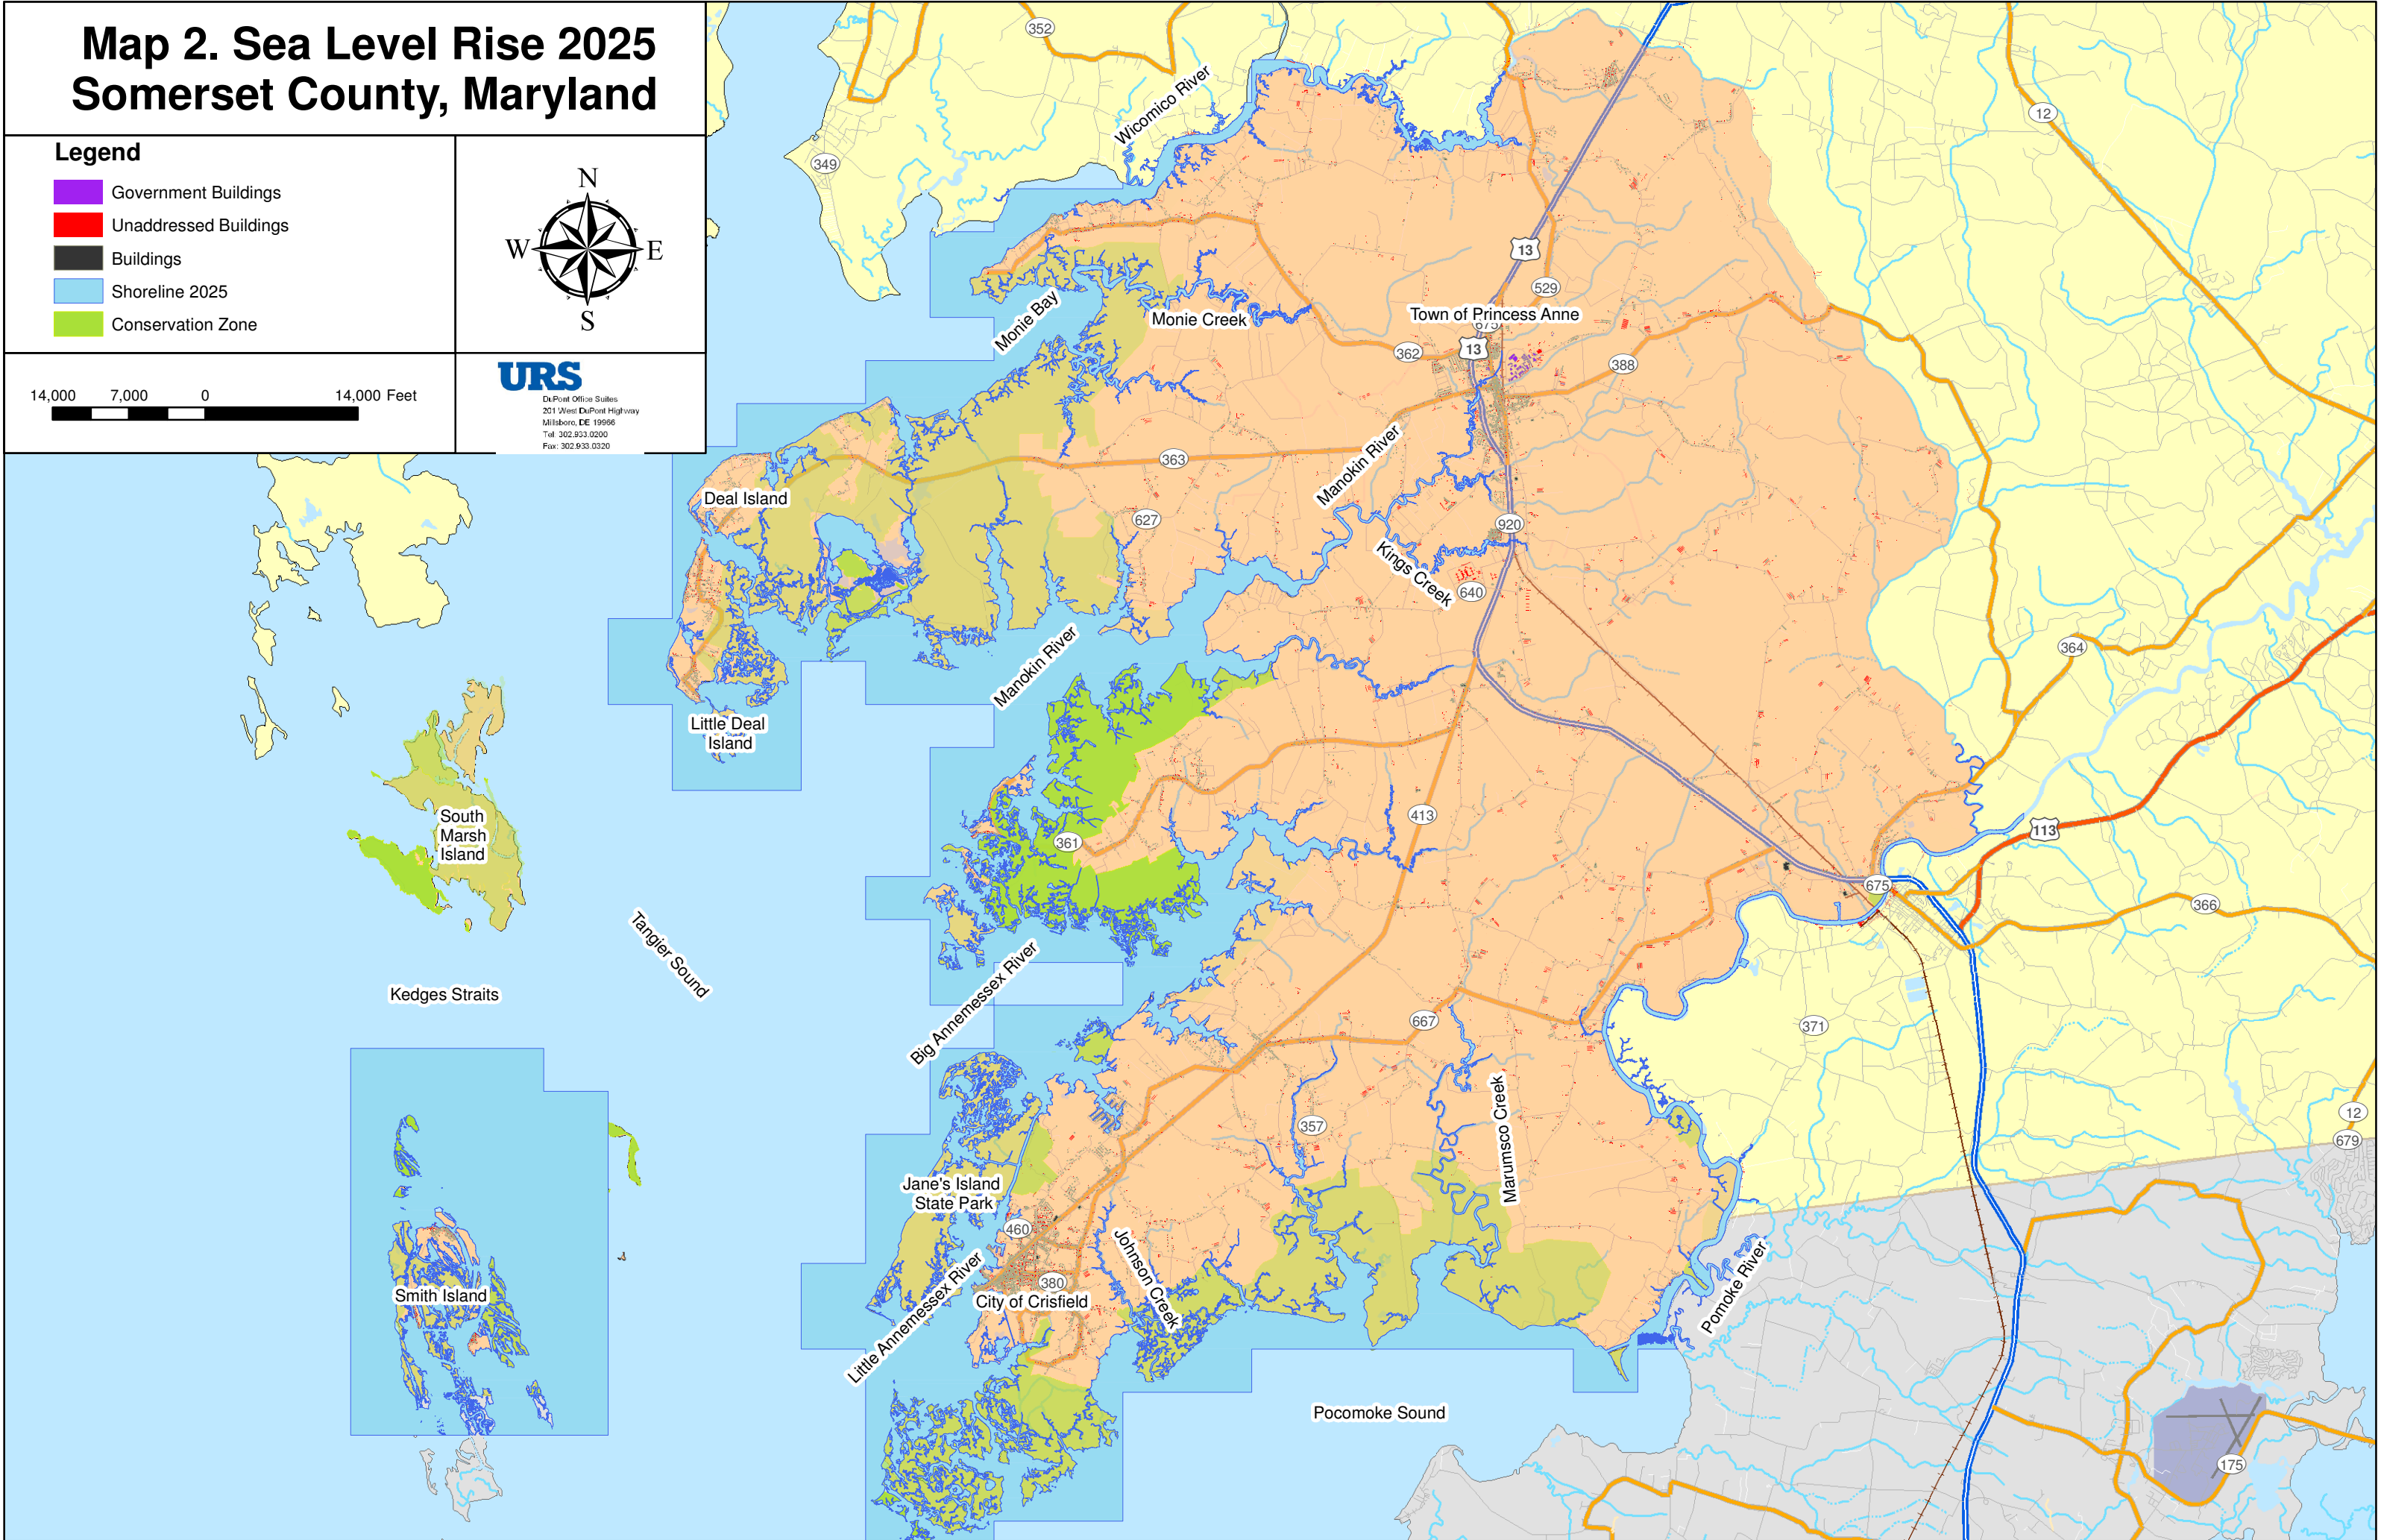 Map 2. Sea Level Rise 2025
Somerset County, Maryland
Legend
Government Buildings
Unaddressed Buildings
Buildings
Shoreline 2025
Conservation Zone
N
W
E
S
14,000
7,000
0
14,000 Feet
URS
DuPont Office Suites
201 West DuPont Highway
Millsboro, DE 19966
Tel: 302.933.0200
Fax: 302.933.0320
352
349
Wicomico River
12
13
529
Monie Bay
Monie Creek
Town of Princess Anne
675
13
362
388
363
Manokin River
Deal Island
627
920
Kings Creek
640
364
Manokin River
Little Deal
Island
South
Marsh
Island
361
413
113
675
366
Tangier Sound
Kedges Straits
Big Annemessex River
667
371
357
Marumsco Creek
12
679
Jane's Island
State Park
460
Johnson Creek
Smith Island
380
City of Crisfield
Little Annemessex River
Pomoke River
Pocomoke Sound
175